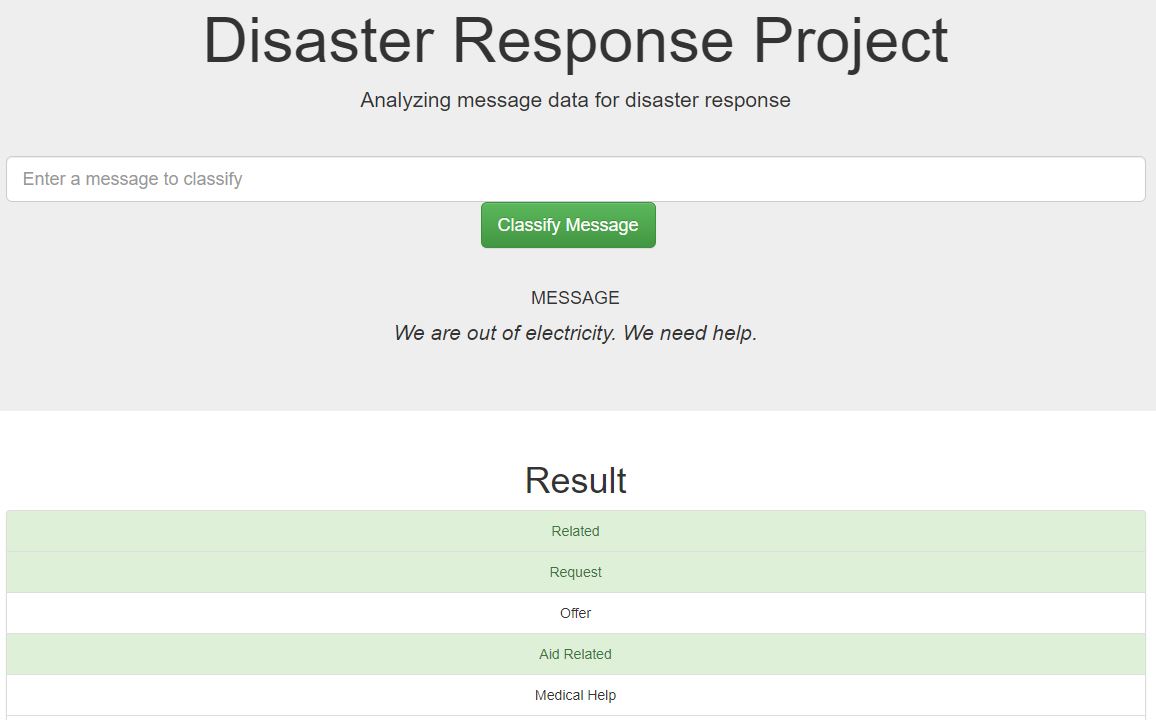 Disaster Response Project
Analyzing message data for disaster response
Enter a message to classify
Classify Message
MESSAGE
We are out of electricity. We need help.
Result
Related
Request
Offer
Aid Related
Medical Help